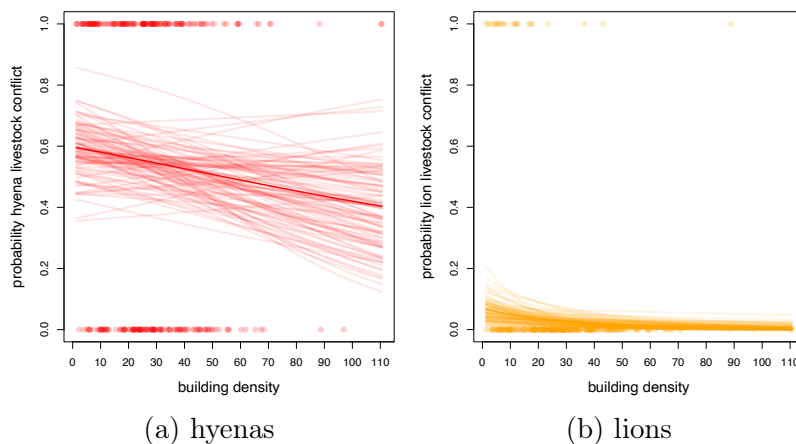 probability hyena livestock conflict
0.0 0.2 0.4 0.6 0.8 1.0
0 10 20 30 40 50 60 70 80 90 100 110
building density
(a) hyenas
probability lion livestock conflict
0.0 0.2 0.4 0.6 0.8 1.0
0 10 20 30 40 50 60 70 80 90 100 110
building density
(b) lions